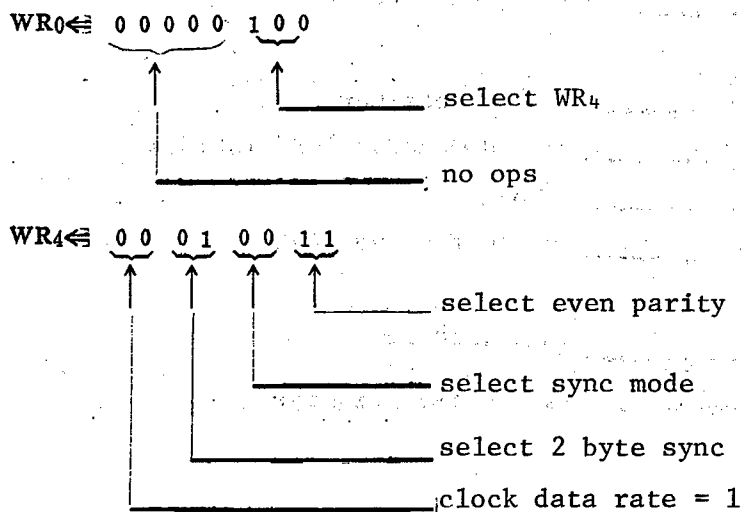 WR0⋲ 0 0 0 0 0 1 0 0
select WR4
no ops
WR4⋲ 0 0 0 1 0 0 1 1
select even parity
select sync mode
select 2 byte sync
clock data rate = 1